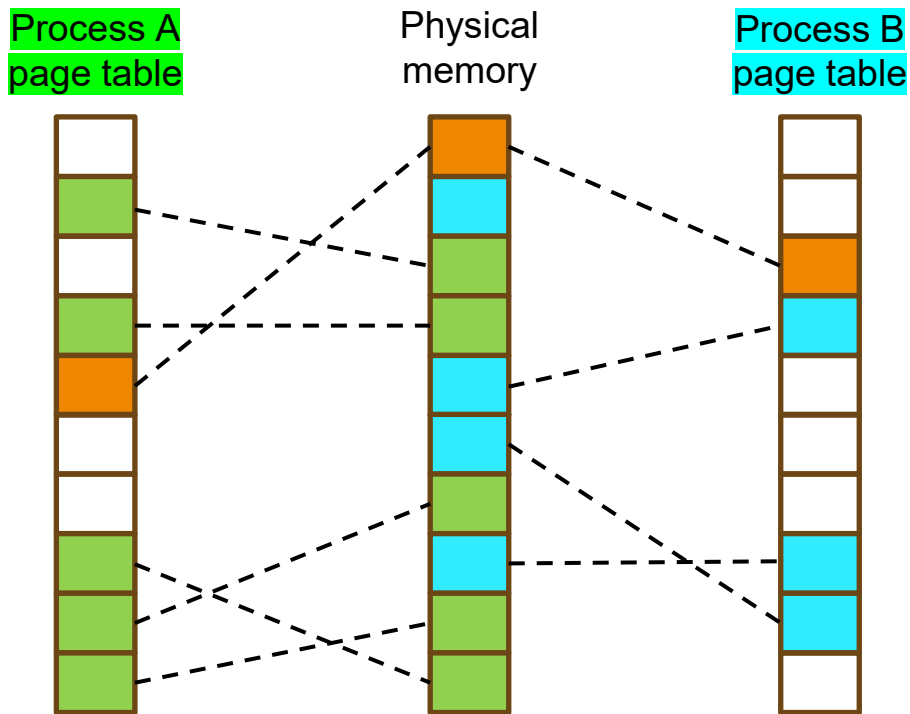 Process A
page table
Physical
memory
Process B
page table